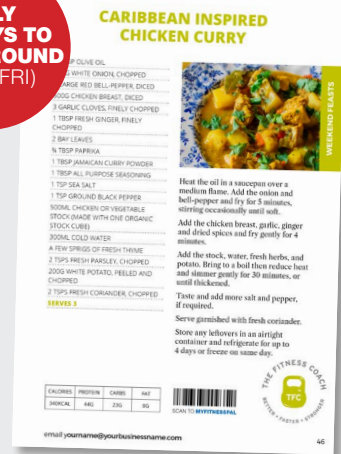 LY
YS TO
ROUND
FRI)
CARIBBEAN INSPIRED
CHICKEN CURRY
OLIVE OIL
WHITE ONION, CHOPPED
LARGE RED BELL-PEPPER, DICED
CHICKEN BREAST, DICED
3 GARLIC CLOVES, FINELY CHOPPED
1 TBSP FRESH GINGER, FINELY
CHOPPED
2 BAY LEAVES
¾ TBSP PAPRIKA
1 TBSP JAMAICAN CURRY POWDER
1 TBSP ALL PURPOSE SEASONING
1 TSP SEA SALT
1 TSP GROUND BLACK PEPPER
500ML CHICKEN OR VEGETABLE
STOCK (MADE WITH ONE ORGANIC
STOCK CUBE)
300ML COLD WATER
A FEW SPRIGS OF FRESH THYME
2 TSPS FRESH PARSLEY, CHOPPED
200G WHITE POTATO, PEELED AND
CHOPPED
2 TSPS FRESH CORIANDER, CHOPPED
SERVES 3
WEEKEND FEASTS
Heat the oil in a saucepan over a
medium flame. Add the onion and
bell-pepper and fry for 5 minutes,
stirring occasionally until soft.
Add the chicken breast, garlic, ginger
and dried spices and fry gently for 4
minutes.
Add the stock, water, fresh herbs, and
potato. Bring to a boil then reduce heat
and simmer gently for 30 minutes, or
until thickened.
Taste and add more salt and pepper,
if required.
Serve garnished with fresh coriander.
Store any leftovers in an airtight
container and refrigerate for up to
4 days or freeze on same day.
CALORIES PROTEIN CARBS FAT
340KCAL 44G 23G 8G
SCAN TO MYFITNESSPAL
THE FITNESS COACH
TFC
BETTER • FASTER • STRONGER
email yourname@yourbusinessname.com
46